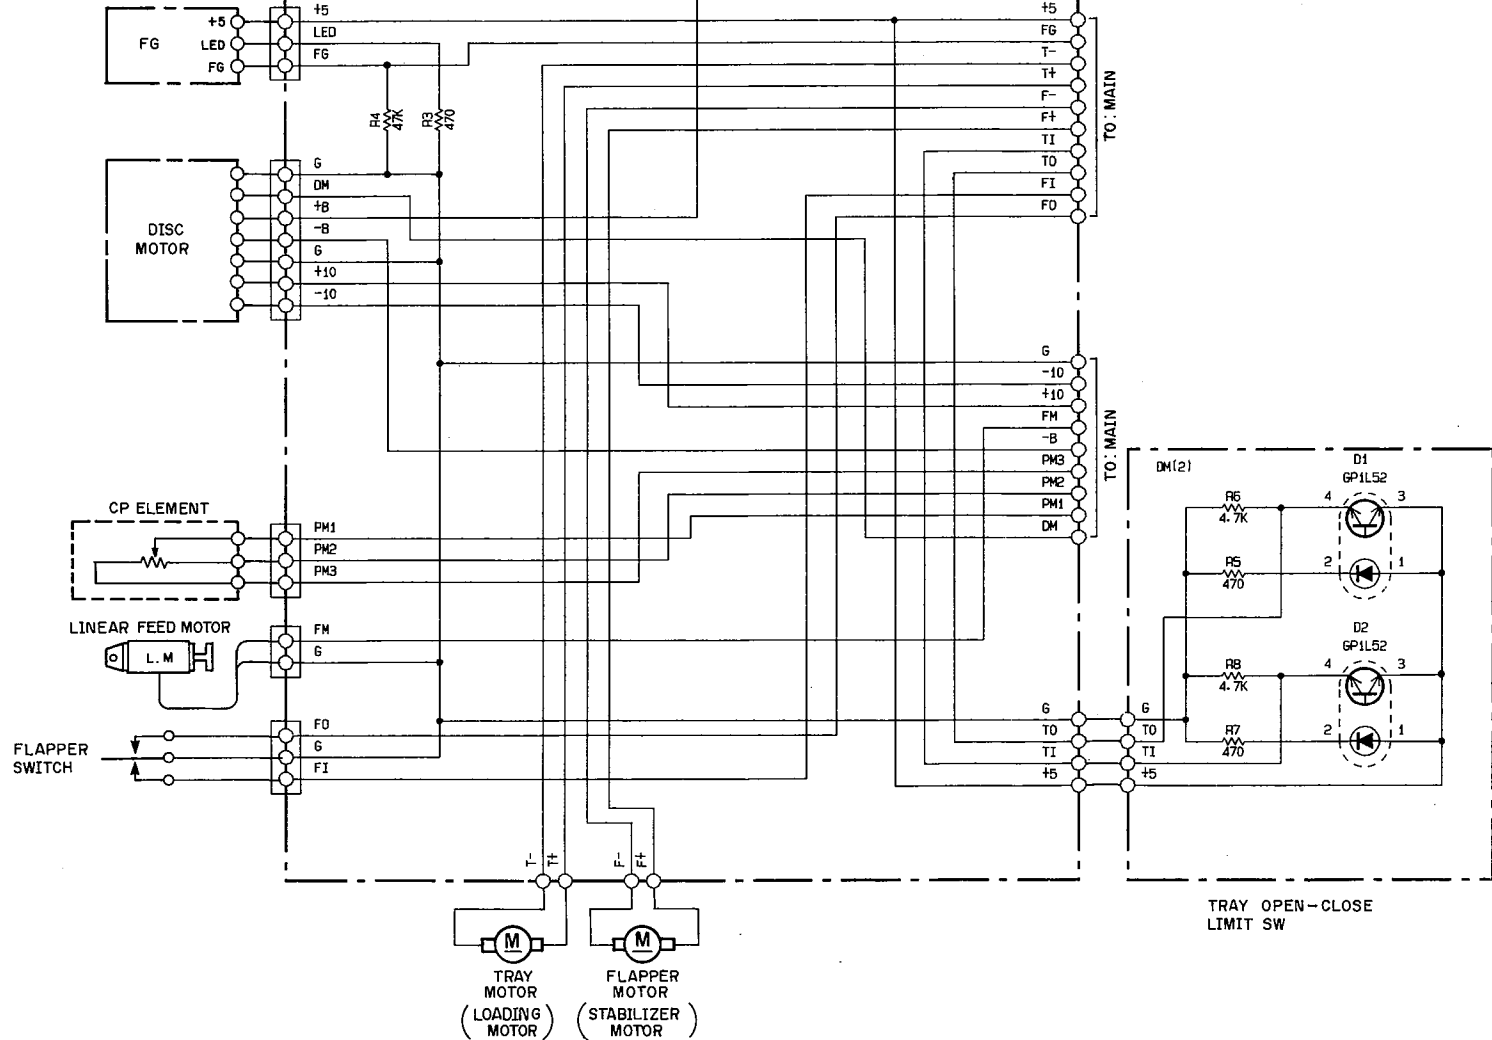 +5
LED
FG
FG
+5
LED
FG
R4
47K
R3
470
+5
FG
T-
T+
F-
F+
TI
TO
FI
FO
TO:MAIN
DISC
MOTOR
G
DM
+B
-B
G
+10
-10
G
-10
+10
FM
-B
PM3
PM2
PM1
DM
TO:MAIN
CP ELEMENT
PM1
PM2
PM3
LINEAR FEED MOTOR
L.M
FM
G
FLAPPER
SWITCH
FO
G
FI
G
TO
TI
+5
G
TO
TI
+5
DM(2)
D1
GP1L52
R6
4.7K
4
3
R5
470
2
1
D2
GP1L52
R8
4.7K
4
3
R7
470
2
1
TRAY OPEN-CLOSE
LIMIT SW
T-
T+
F-
F+
M
M
TRAY
MOTOR
(LOADING
MOTOR)
FLAPPER
MOTOR
(STABILIZER
MOTOR)